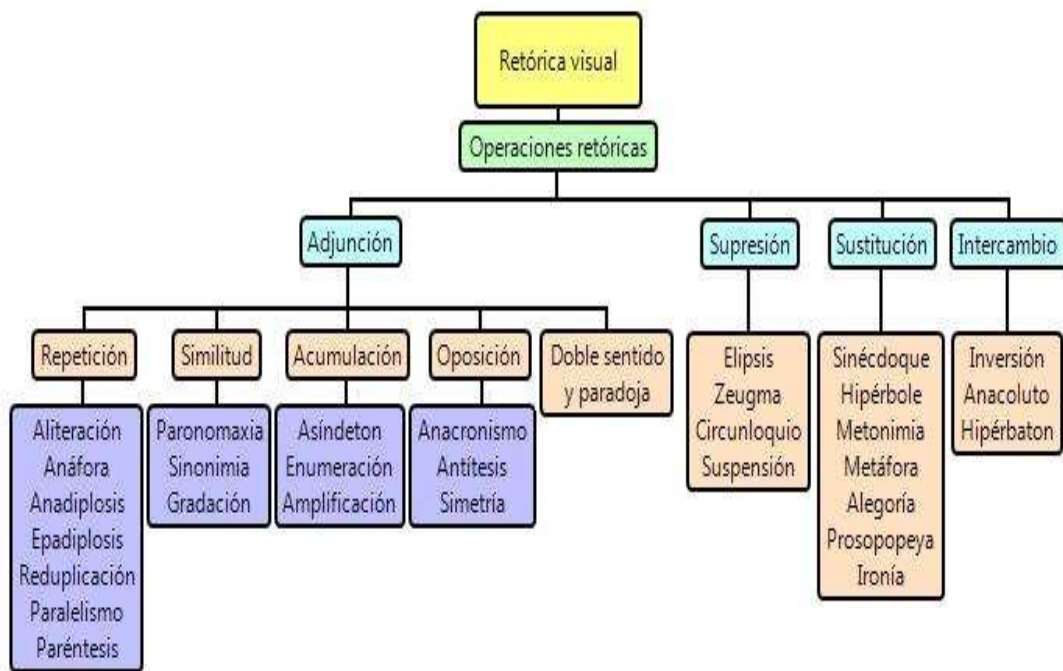 Retórica visual
Operaciones retóricas
Adjunción
Supresión
Sustitución
Intercambio
Repetición
Similitud
Acumulación
Oposición
Doble sentido
y paradoja
Aliteración
Anáfora
Anadiplosis
Epadiplosis
Reduplicación
Paralelismo
Paréntesis
Paronomaxia
Sinonimia
Gradación
Asíndeton
Enumeración
Amplificación
Anacronismo
Antítesis
Simetría
Elipsis
Zeugma
Circunloquio
Suspensión
Sinécdoque
Hipérbole
Metonimia
Metáfora
Alegoría
Prosopopeya
Ironía
Inversión
Anacoluto
Hipérbaton